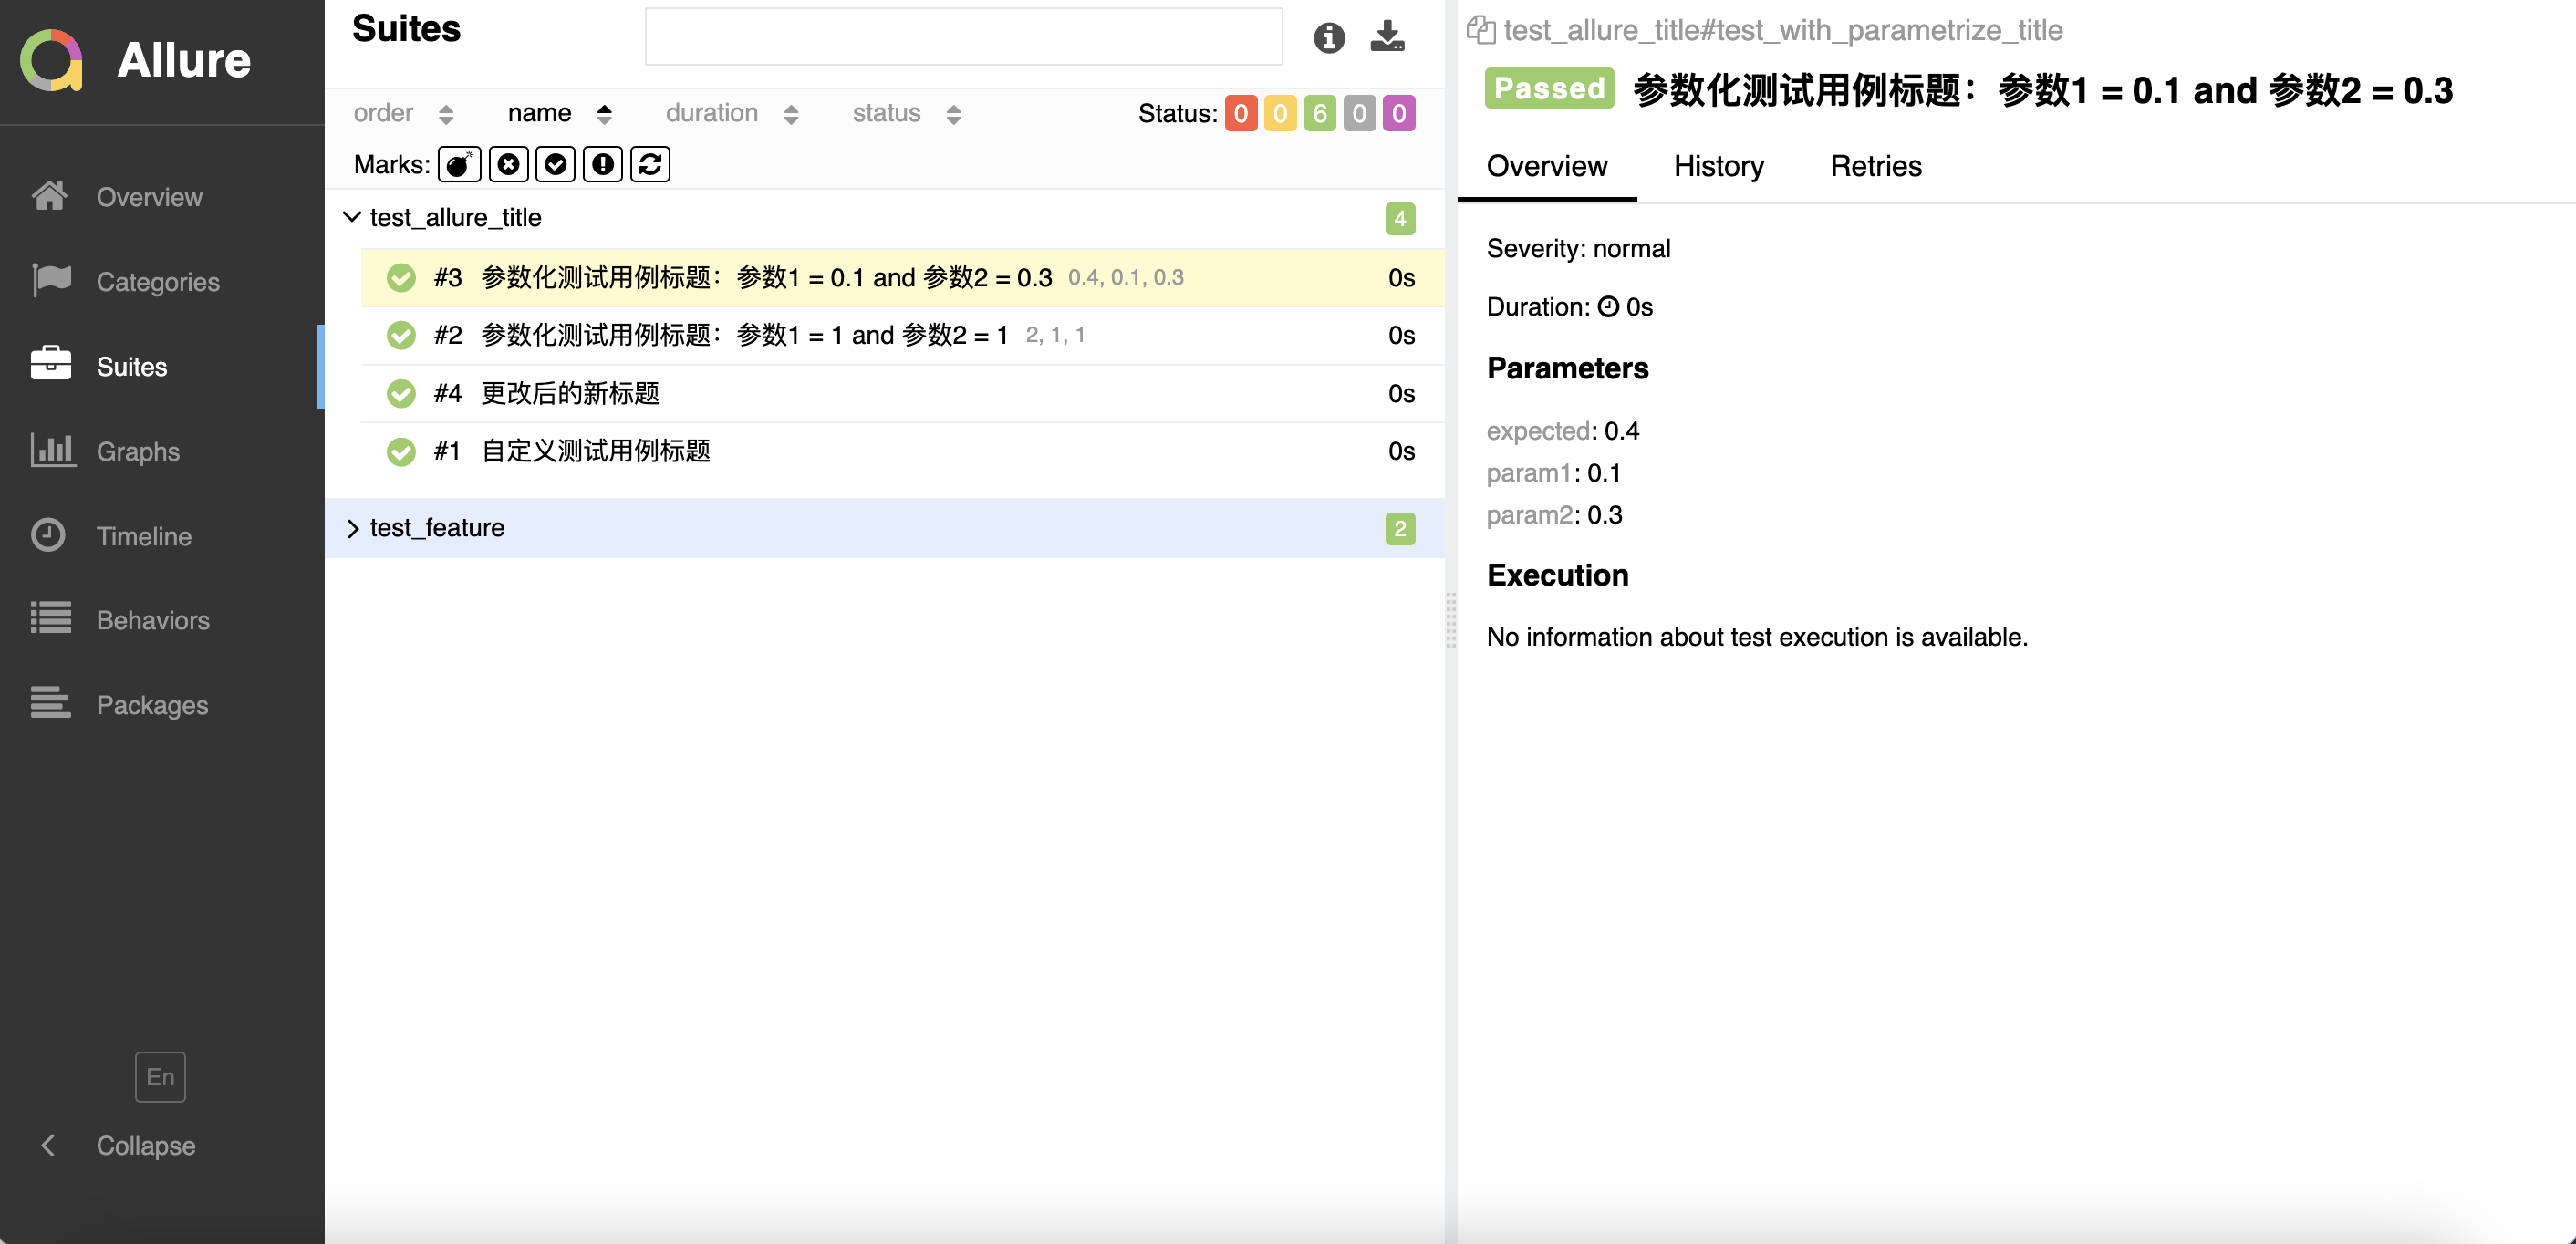 Allure
Overview
Categories
Suites
Graphs
Timeline
Behaviors
Packages
En
Collapse
Suites
order name duration status Status: 0 0 6 0 0
Marks:
test_allure_title 4
#3 参数化测试用例标题：参数1 = 0.1 and 参数2 = 0.3 0.4, 0.1, 0.3 0s
#2 参数化测试用例标题：参数1 = 1 and 参数2 = 1 2, 1, 1 0s
#4 更改后的新标题 0s
#1 自定义测试用例标题 0s
test_feature 2
test_allure_title#test_with_parametrize_title
Passed 参数化测试用例标题：参数1 = 0.1 and 参数2 = 0.3
Overview History Retries
Severity: normal
Duration: 0s
Parameters
expected: 0.4
param1: 0.1
param2: 0.3
Execution
No information about test execution is available.